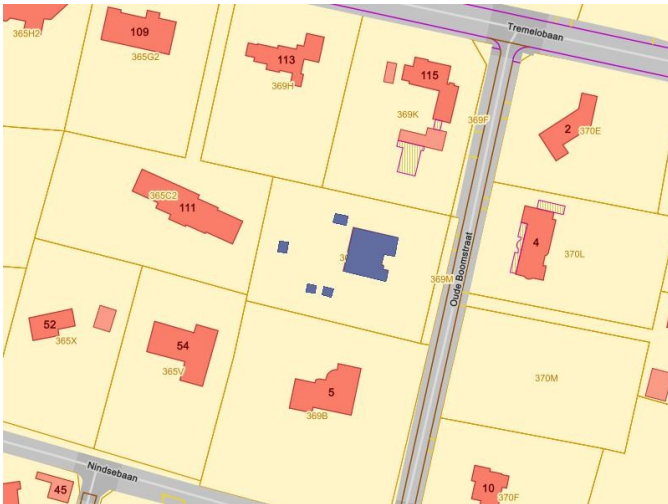 Tremelobaan
365H2
109
365G2
113
369H
115
369K
369F
2
370E
365C2
111
4
370L
369M
Oude Boomstraat
52
365X
54
365V
5
369B
370M
Nindsebaan
45
10
370F